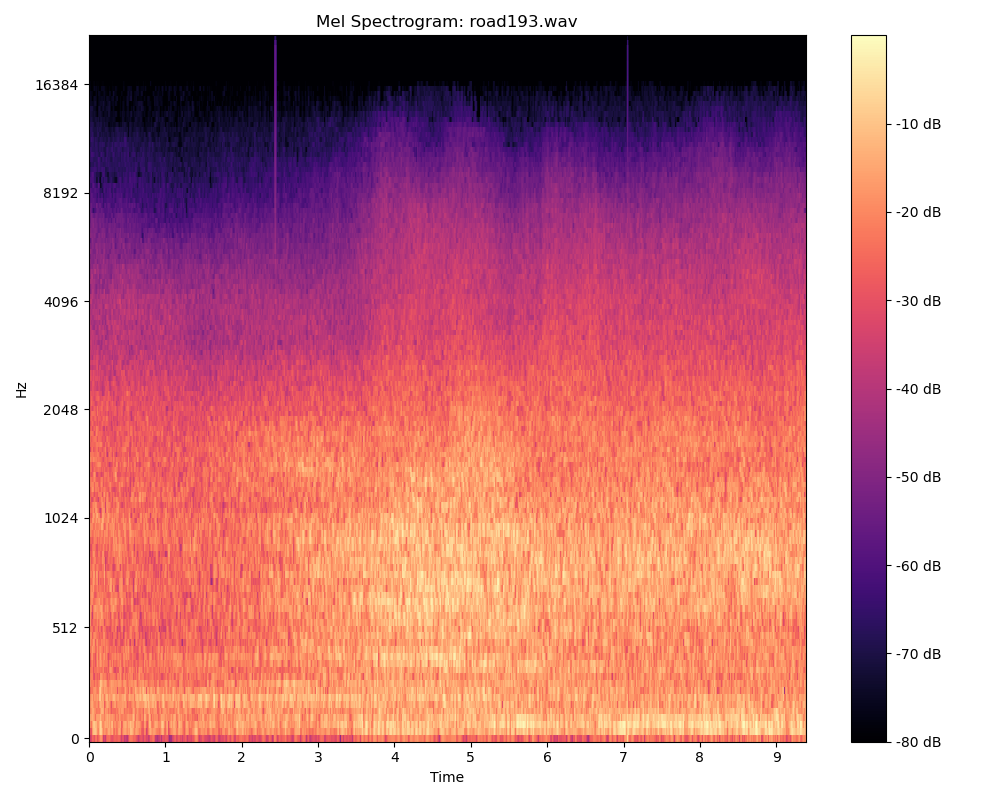 Mel Spectrogram: road193.wav
Hz
16384
8192
4096
2048
1024
512
0
0 1 2 3 4 5 6 7 8 9
Time
-10 dB
-20 dB
-30 dB
-40 dB
-50 dB
-60 dB
-70 dB
-80 dB